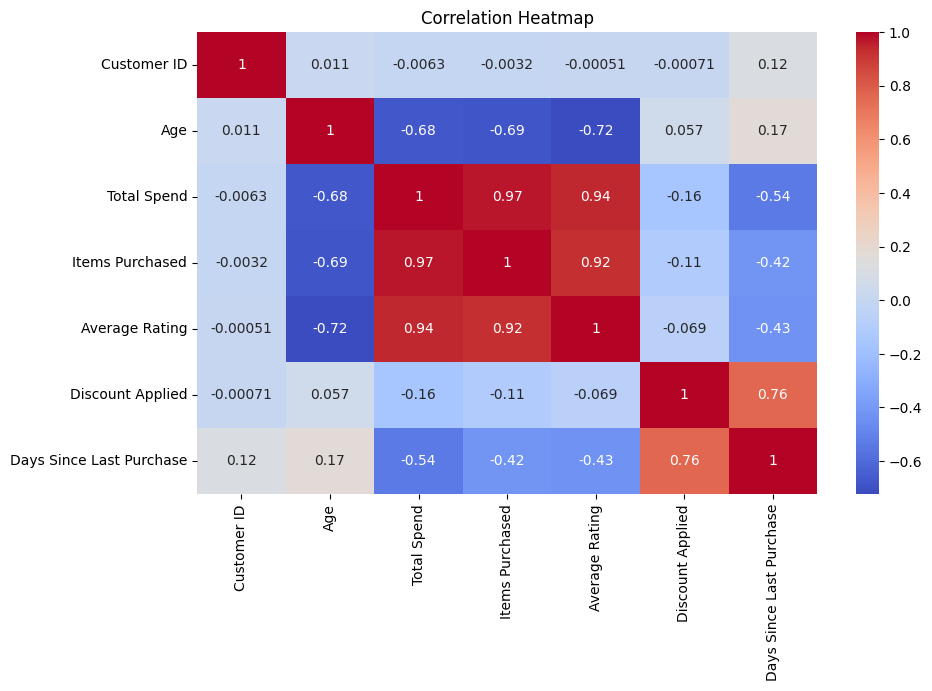 Correlation Heatmap
Customer ID 1 0.011 -0.0063 -0.0032 -0.00051 -0.00071 0.12
Age 0.011 1 -0.68 -0.69 -0.72 0.057 0.17
Total Spend -0.0063 -0.68 1 0.97 0.94 -0.16 -0.54
Items Purchased -0.0032 -0.69 0.97 1 0.92 -0.11 -0.42
Average Rating -0.00051 -0.72 0.94 0.92 1 -0.069 -0.43
Discount Applied -0.00071 0.057 -0.16 -0.11 -0.069 1 0.76
Days Since Last Purchase 0.12 0.17 -0.54 -0.42 -0.43 0.76 1
Customer ID
Age
Total Spend
Items Purchased
Average Rating
Discount Applied
Days Since Last Purchase
1.0
0.8
0.6
0.4
0.2
0.0
−0.2
−0.4
−0.6